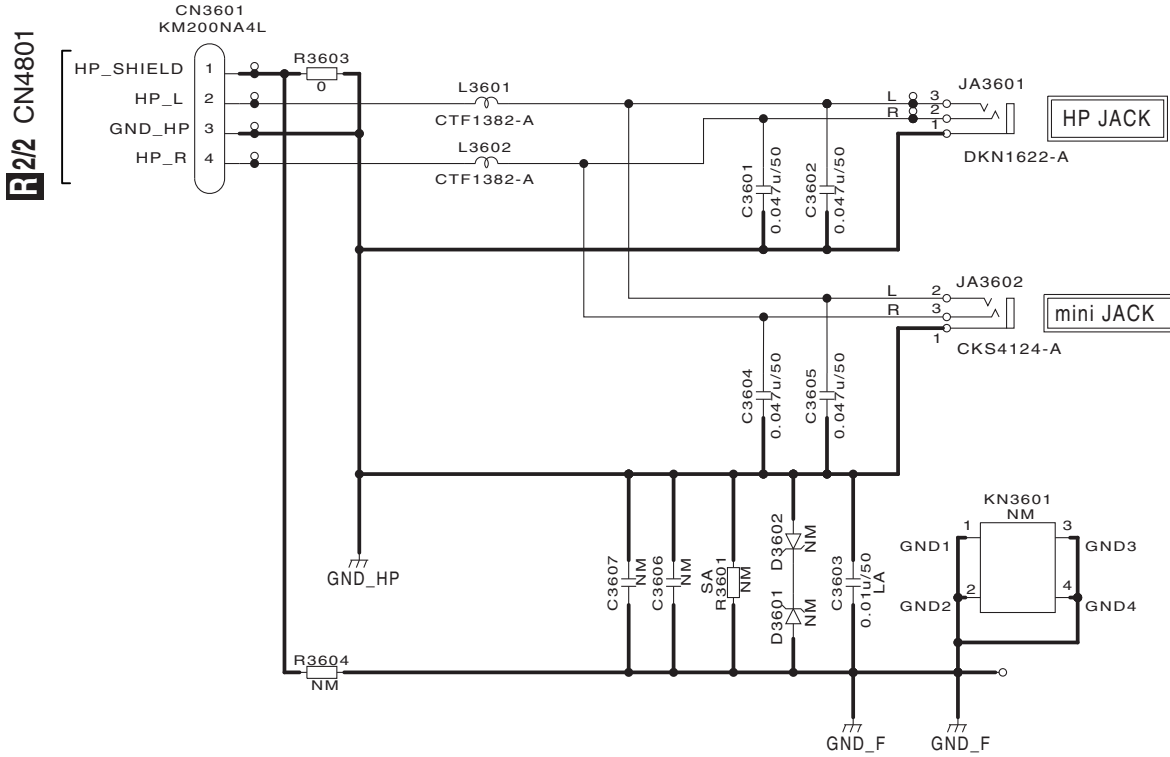 R 2/2 CN4801
CN3601
KM200NA4L
HP_SHIELD 1
HP_L 2
GND_HP 3
HP_R 4
R3603
0
L3601
CTF1382-A
L3602
CTF1382-A
C3601
0.047u/50
C3602
0.047u/50
JA3601
L 3
R 2
1
DKN1622-A
HP JACK
JA3602
L 2
R 3
1
CKS4124-A
mini JACK
C3604
0.047u/50
C3605
0.047u/50
GND_HP
C3607
NM
C3606
NM
SA
R3601
NM
D3602
NM
D3601
NM
C3603
0.01u/50
LA
KN3601
NM
1 3
GND1 GND3
2 4
GND2 GND4
R3604
NM
GND_F
GND_F